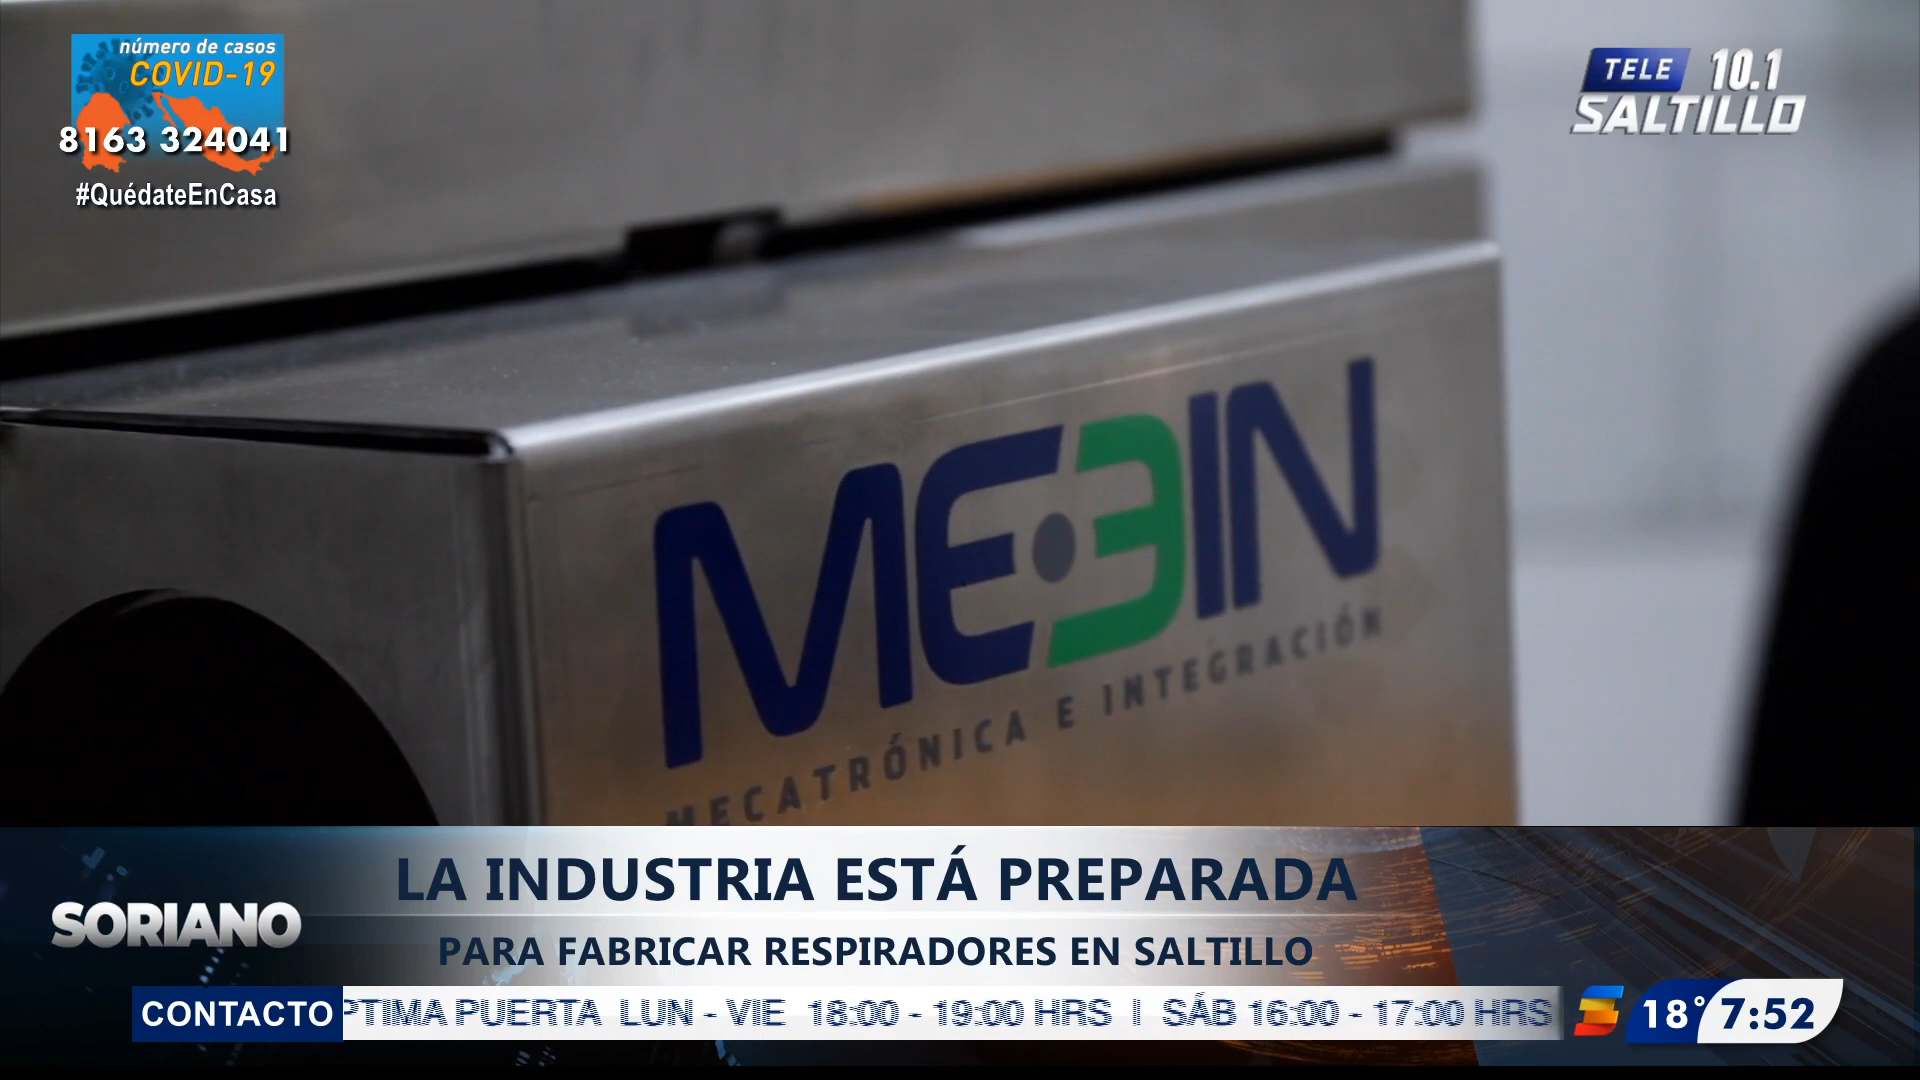 número de casos
COVID-19
8163 324041
#QuédateEnCasa
TELE 10.1
SALTILLO
MEEIN
MECATRÓNICA E INTEGRACIÓN
LA INDUSTRIA ESTÁ PREPARADA
SORIANO
PARA FABRICAR RESPIRADORES EN SALTILLO
CONTACTO PTIMA PUERTA LUN - VIE 18:00 - 19:00 HRS | SÁB 16:00 - 17:00 HRS 18° 7:52